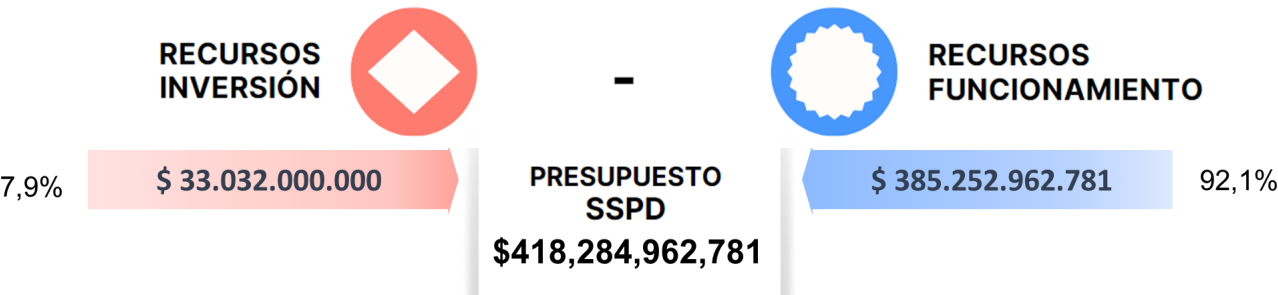 RECURSOS
INVERSIÓN
-
RECURSOS
FUNCIONAMIENTO
7,9%
$ 33.032.000.000
PRESUPUESTO
SSPD
$418,284,962,781
$ 385.252.962.781
92,1%